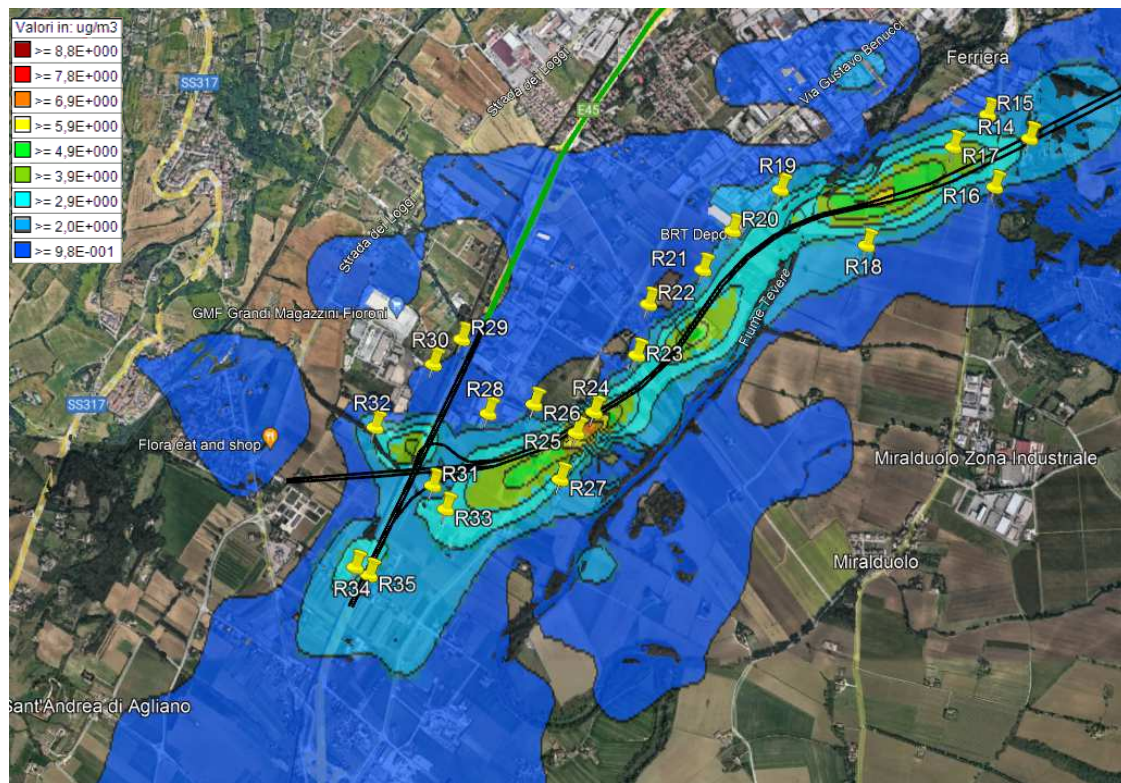 Valori in: ug/m3
>= 8,8E+000
>= 7,8E+000
>= 6,9E+000
>= 5,9E+000
>= 4,9E+000
>= 3,9E+000
>= 2,9E+000
>= 2,0E+000
>= 9,8E-001
SS317
Strada dei Loggi
Strada dei Loggi
E45
Via Gustavo Benucci
Ferriera
R15
R14
R17
R16
R19
R20
BRT Depo
R18
R21
Fiume Tevere
R22
Strada dei Loggi
GMF Grandi Magazzini Fioroni
R29
R30
R23
R28
R24
SS317
R32
R26
R25
Flora eat and shop
Miralduolo Zona Industriale
R31
R27
R33
Miralduolo
R34
R35
Sant'Andrea di Agliano